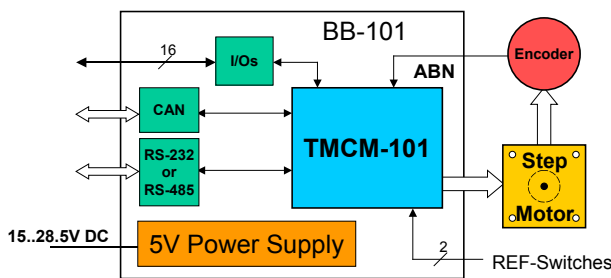 BB-101
16
I/Os
ABN
Encoder
CAN
TMCM-101
RS-232
or
RS-485
Step
Motor
15..28.5V DC
5V Power Supply
2
REF-Switches